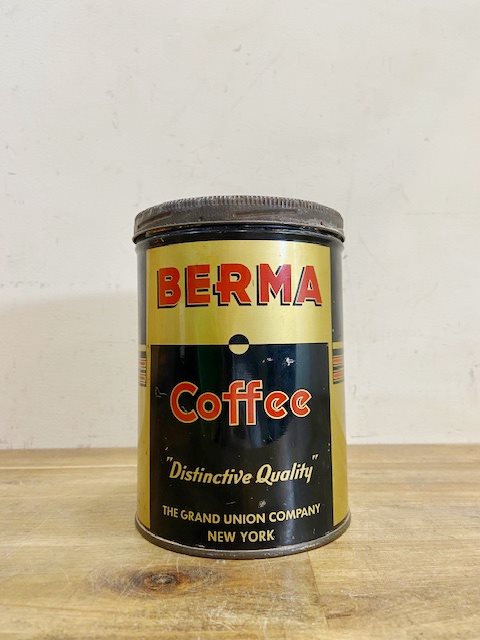 BERMA
Coffee
"Distinctive Quality"
THE GRAND UNION COMPANY
NEW YORK